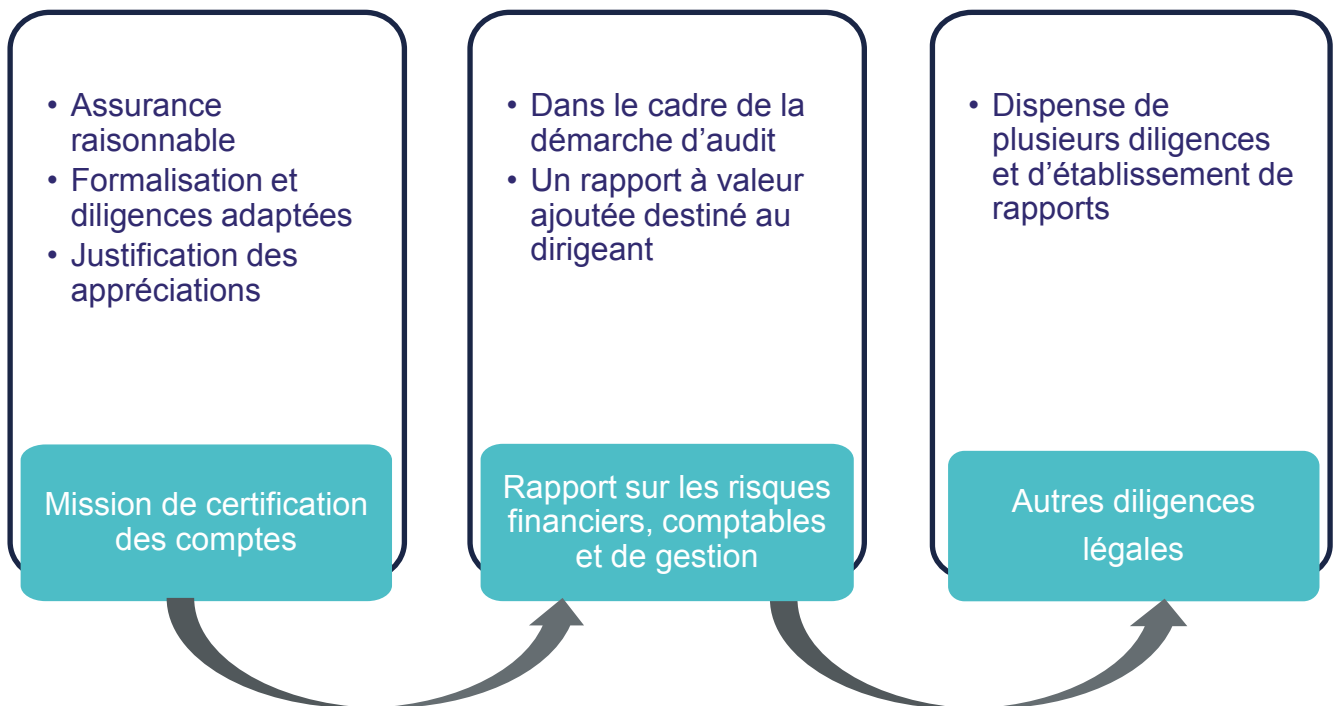 • Assurance
raisonnable
• Formalisation et
diligences adaptées
• Justification des
appréciations
Mission de certification
des comptes
• Dans le cadre de la
démarche d'audit
• Un rapport à valeur
ajoutée destiné au
dirigeant
Rapport sur les risques
financiers, comptables
et de gestion
• Dispense de
plusieurs diligences
et d'établissement de
rapports
Autres diligences
légales